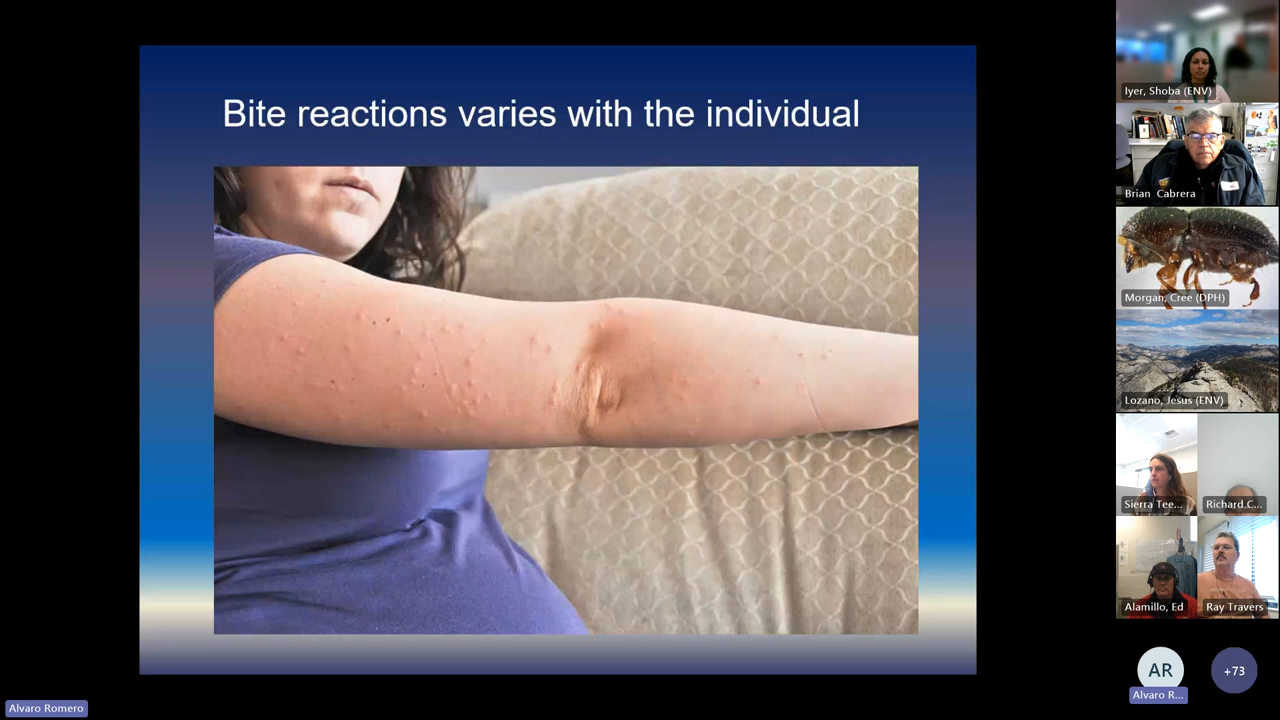 Bite reactions varies with the individual
Iyer, Shoba (ENV)
Brian Cabrera
Morgan, Cree (DPH)
Lozano, Jesus (ENV)
Sierra Tee...
Richard C...
Alamillo, Ed
Ray Travers
AR
+73
Alvaro R...
Alvaro Romero